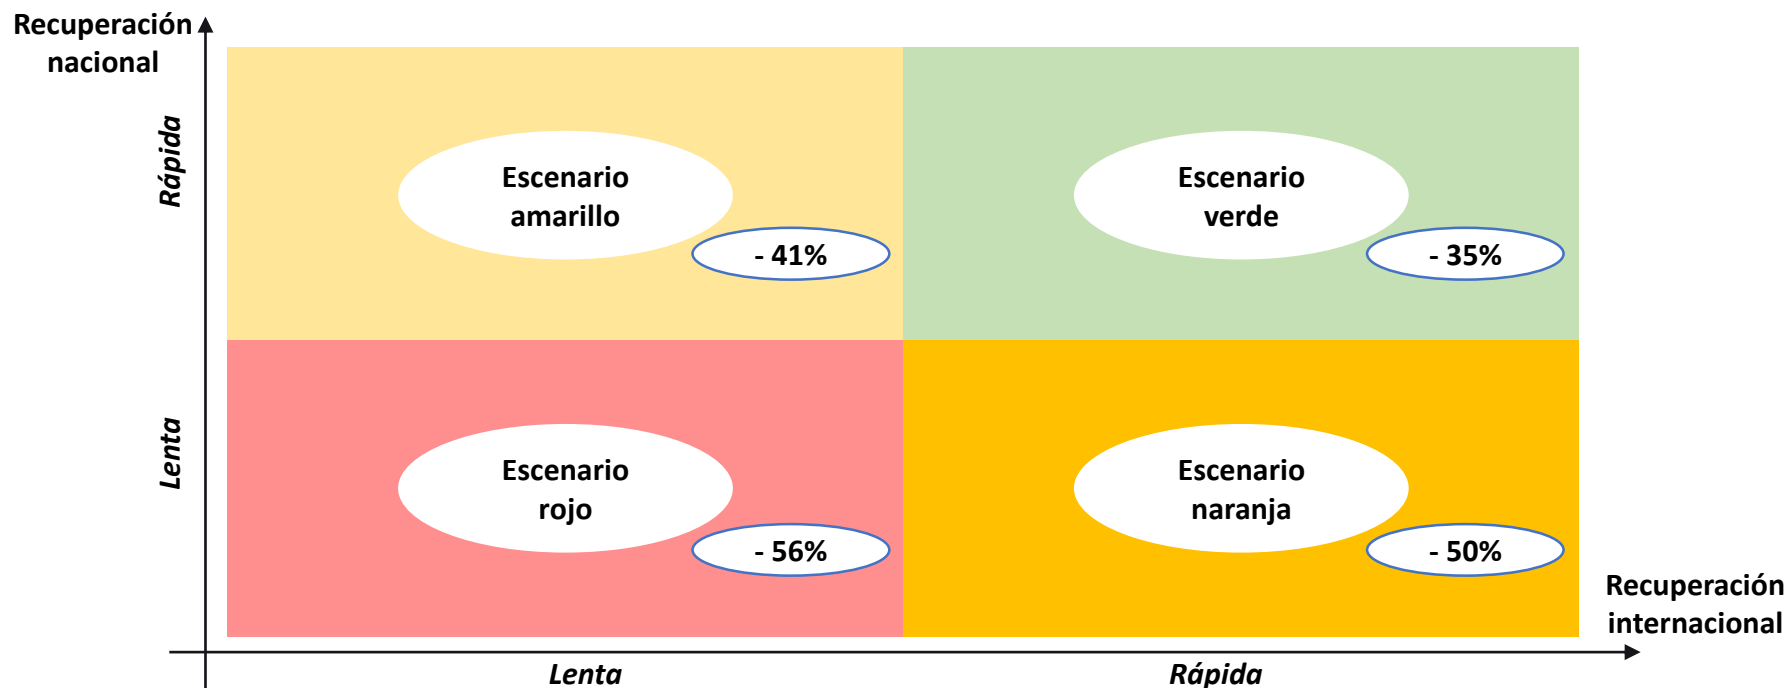 Recuperación
nacional
Rápida
Escenario
amarillo
- 41%
Escenario
verde
- 35%
Lenta
Escenario
rojo
- 56%
Escenario
naranja
- 50%
Recuperación
internacional
Lenta
Rápida